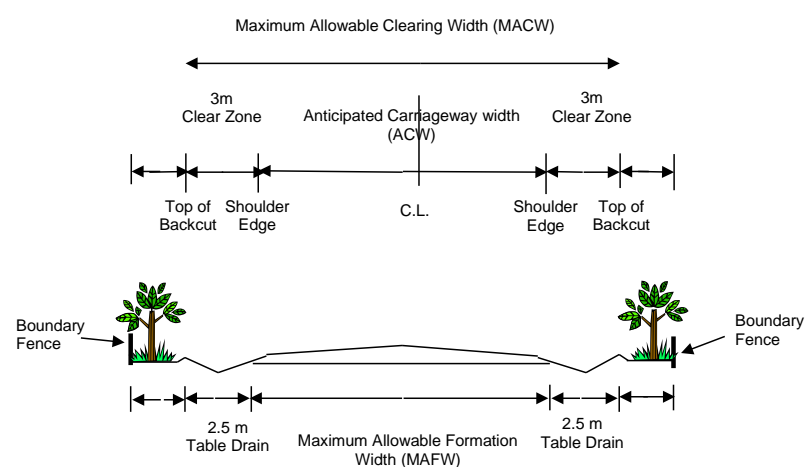 Maximum Allowable Clearing Width (MACW)
3m
Clear Zone
Anticipated Carriageway width
(ACW)
3m
Clear Zone
Top of
Backcut
Shoulder
Edge
C.L.
Shoulder
Edge
Top of
Backcut
Boundary
Fence
Boundary
Fence
2.5 m
Table Drain
Maximum Allowable Formation
Width (MAFW)
2.5 m
Table Drain